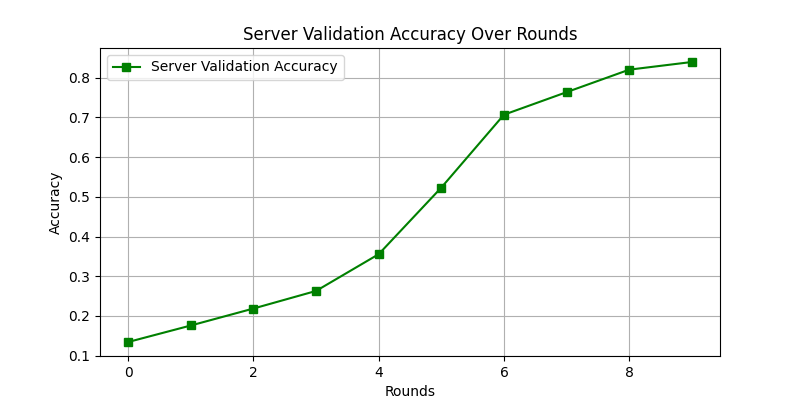 Server Validation Accuracy Over Rounds
Server Validation Accuracy
0.8
0.7
0.6
0.5
0.4
0.3
0.2
0.1
Accuracy
0 2 4 6 8
Rounds